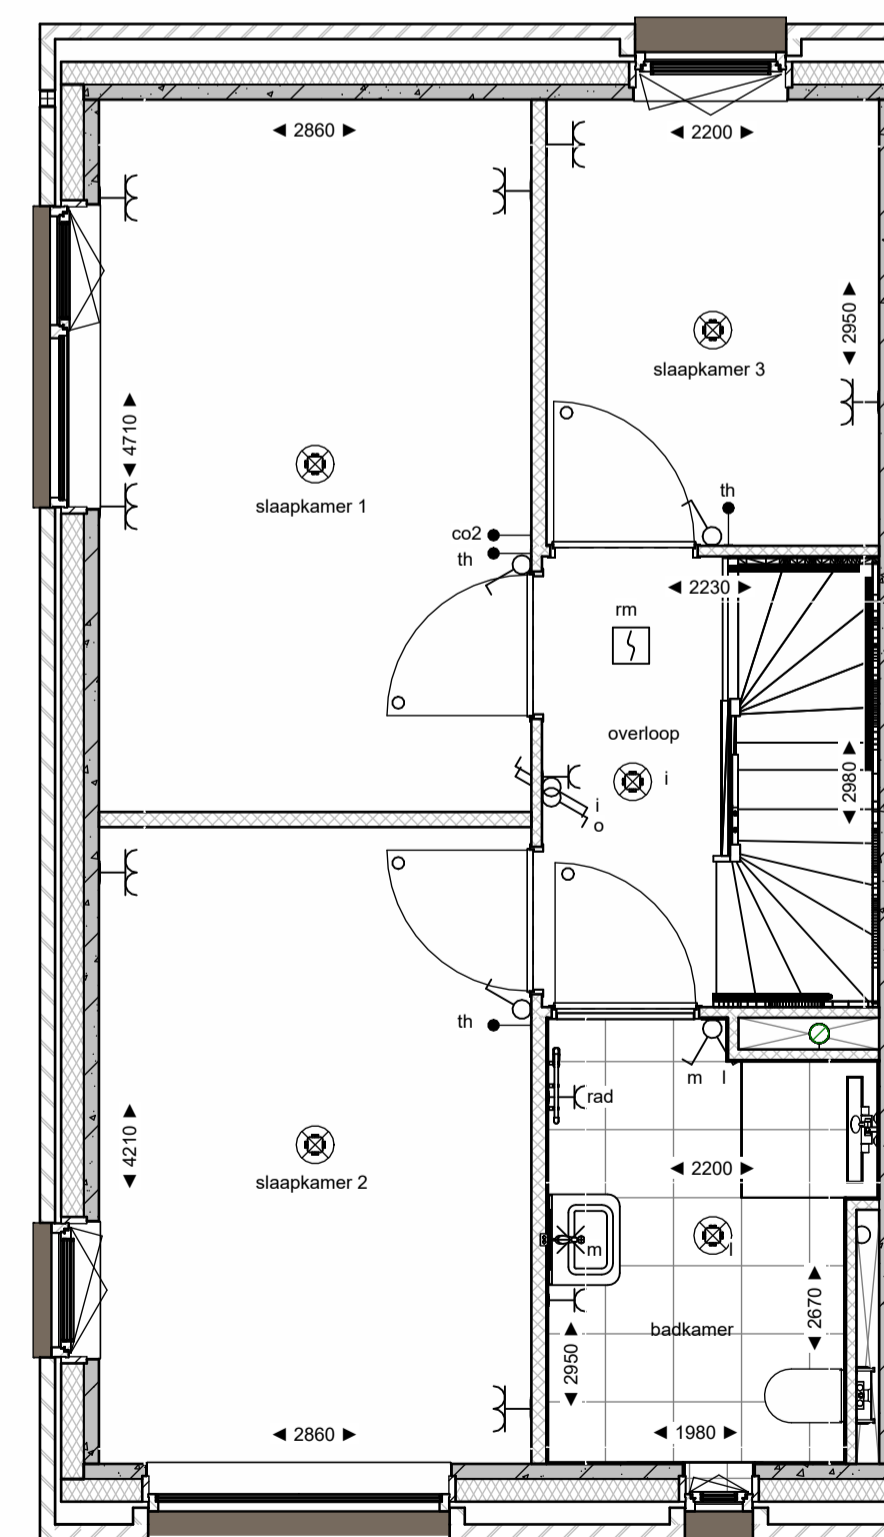 2860
2200
2950
slaapkamer 3
4710
slaapkamer 1
th
co2
th
2230
rm
overloop
i
2980
i
o
th
m l
rad
4210
2200
slaapkamer 2
m
l
2670
badkamer
2950
2860
1980